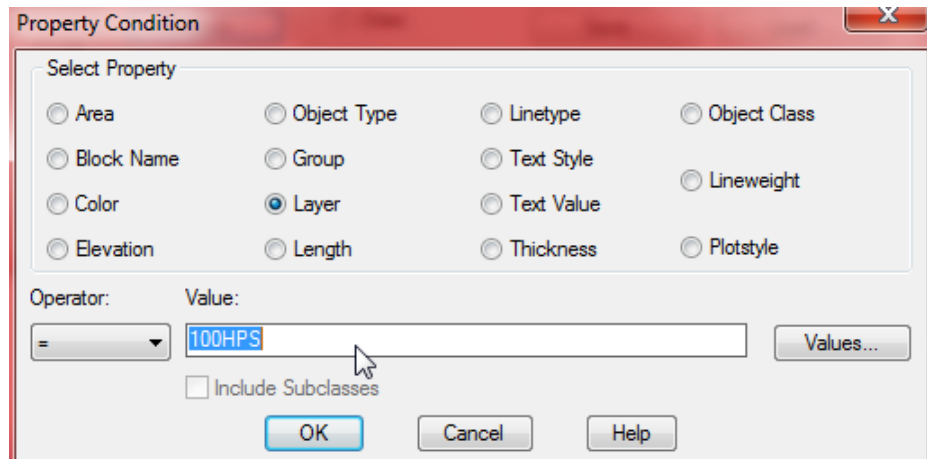 Property Condition
Select Property
Area Object Type Linetype Object Class
Block Name Group Text Style
Lineweight
Color Layer Text Value
Elevation Length Thickness Plotstyle
Operator: Value:
= 100HPS Values...
Include Subclasses
OK Cancel Help